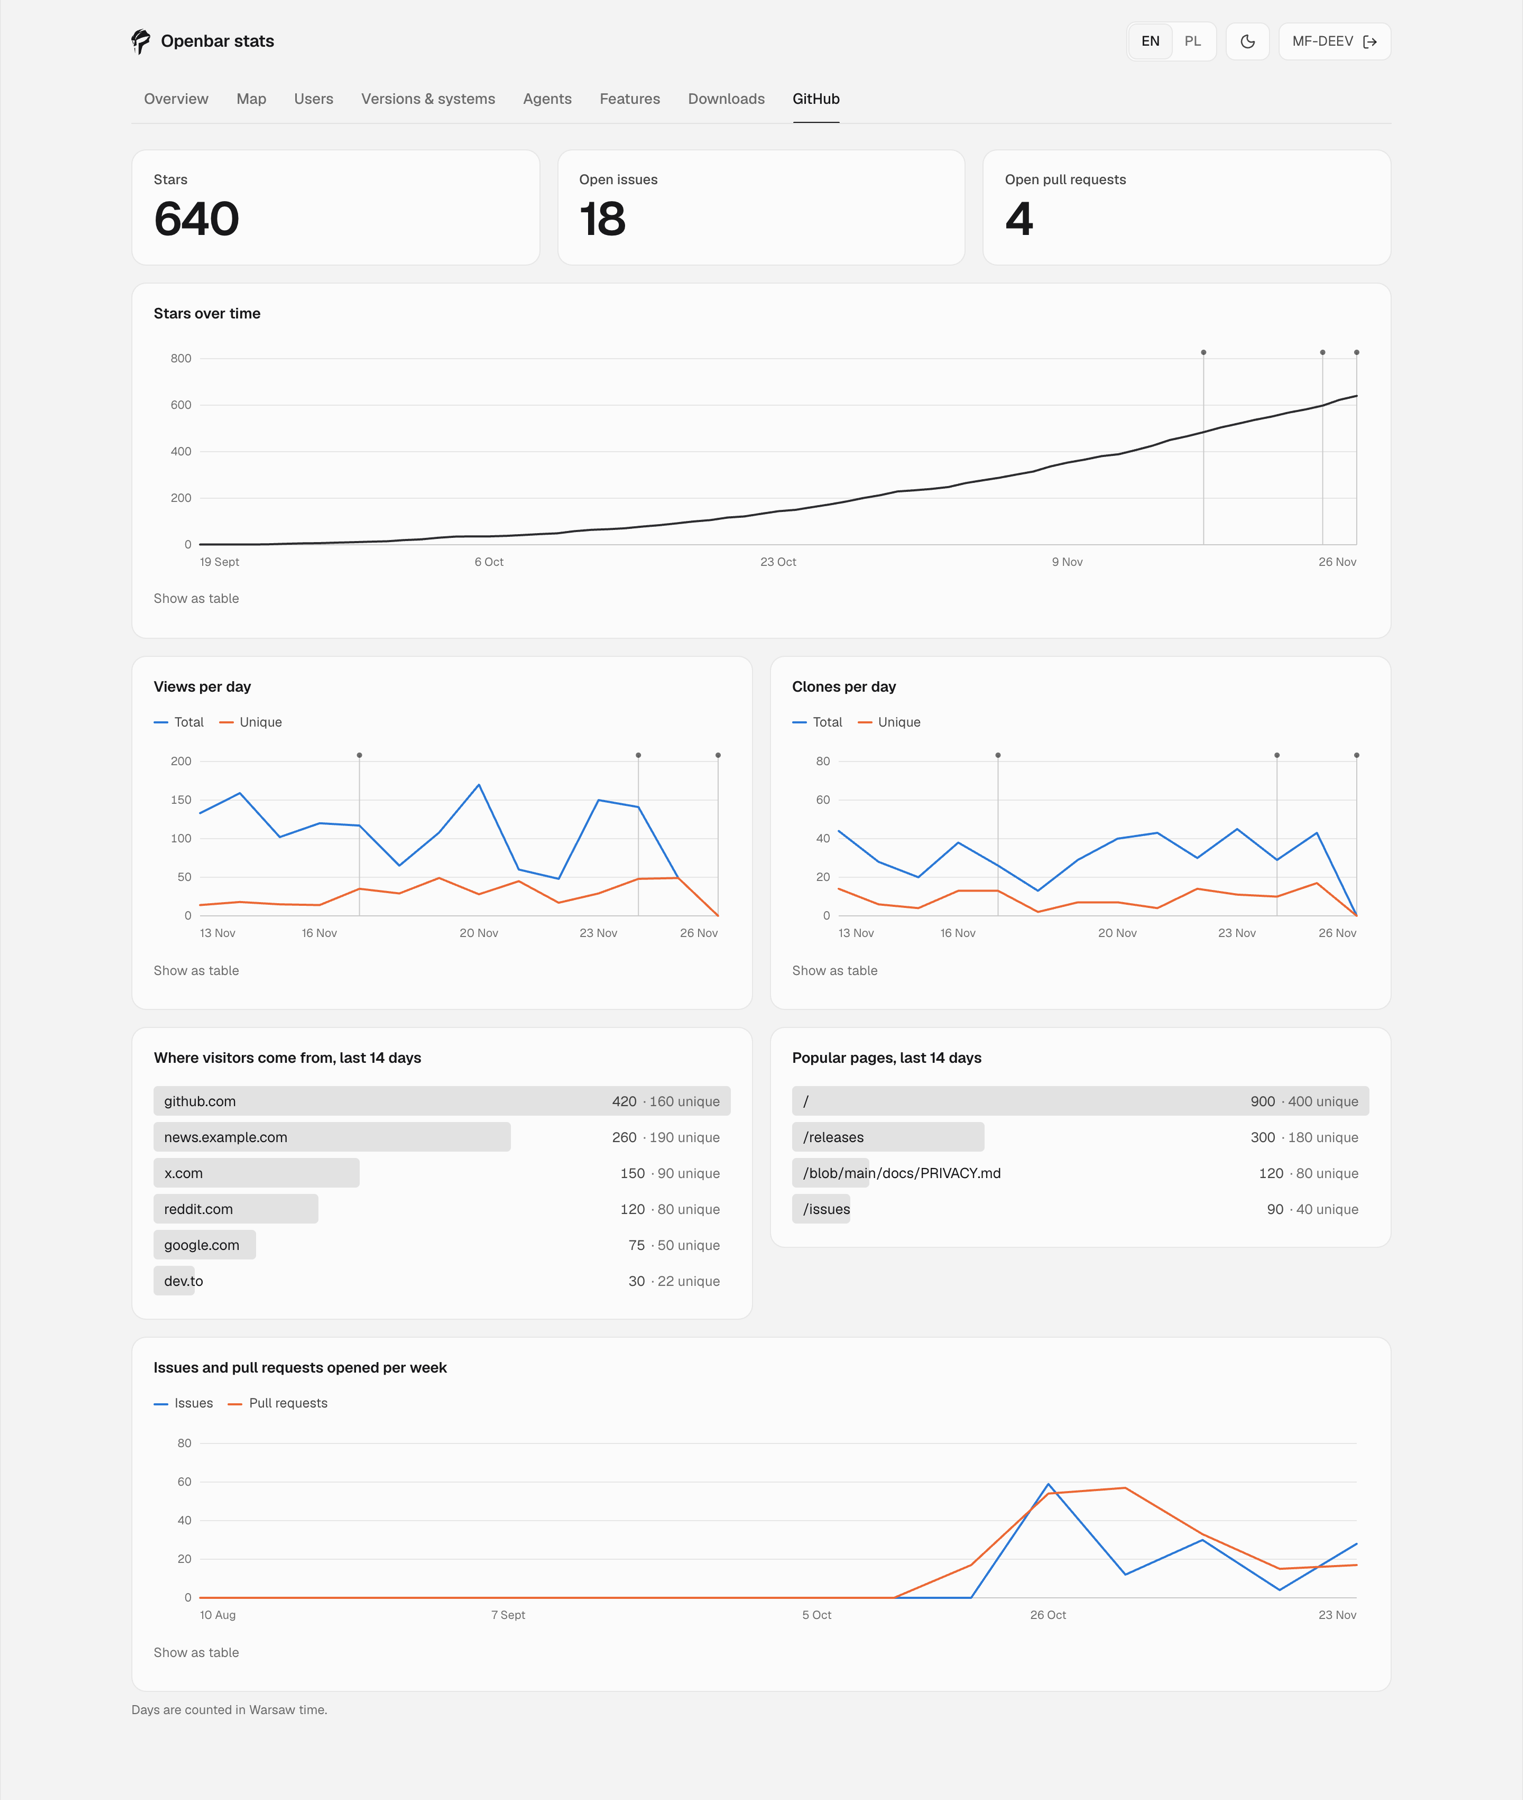 Openbar stats
EN PL
MF-DEEV
Overview Map Users Versions & systems Agents Features Downloads GitHub
Stars
640
Open issues
18
Open pull requests
4
Stars over time
800
600
400
200
0
19 Sept 6 Oct 23 Oct 9 Nov 26 Nov
Show as table
Views per day
Total Unique
200
150
100
50
0
13 Nov 16 Nov 20 Nov 23 Nov 26 Nov
Show as table
Clones per day
Total Unique
80
60
40
20
0
13 Nov 16 Nov 20 Nov 23 Nov 26 Nov
Show as table
Where visitors come from, last 14 days
github.com 420 · 160 unique
news.example.com 260 · 190 unique
x.com 150 · 90 unique
reddit.com 120 · 80 unique
google.com 75 · 50 unique
dev.to 30 · 22 unique
Popular pages, last 14 days
/ 900 · 400 unique
/releases 300 · 180 unique
/blob/main/docs/PRIVACY.md 120 · 80 unique
/issues 90 · 40 unique
Issues and pull requests opened per week
Issues Pull requests
80
60
40
20
0
10 Aug 7 Sept 5 Oct 26 Oct 23 Nov
Show as table
Days are counted in Warsaw time.